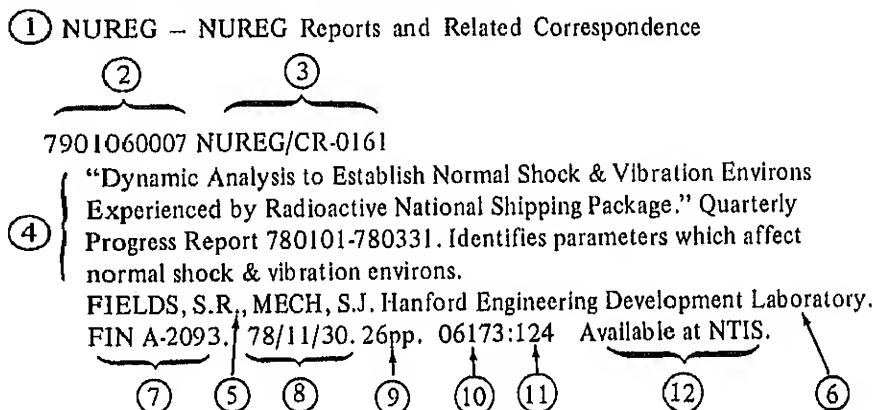 ① NUREG – NUREG Reports and Related Correspondence
② ③
7901060007 NUREG/CR-0161
④
"Dynamic Analysis to Establish Normal Shock & Vibration Environs
Experienced by Radioactive National Shipping Package." Quarterly
Progress Report 780101-780331. Identifies parameters which affect
normal shock & vibration environs.
FIELDS, S.R., MECH, S.J. Hanford Engineering Development Laboratory.
FIN A-2093. 78/11/30. 26pp. 06173:124 Available at NTIS.
⑦ ⑤ ⑧ ⑨ ⑩ ⑪ ⑫ ⑥